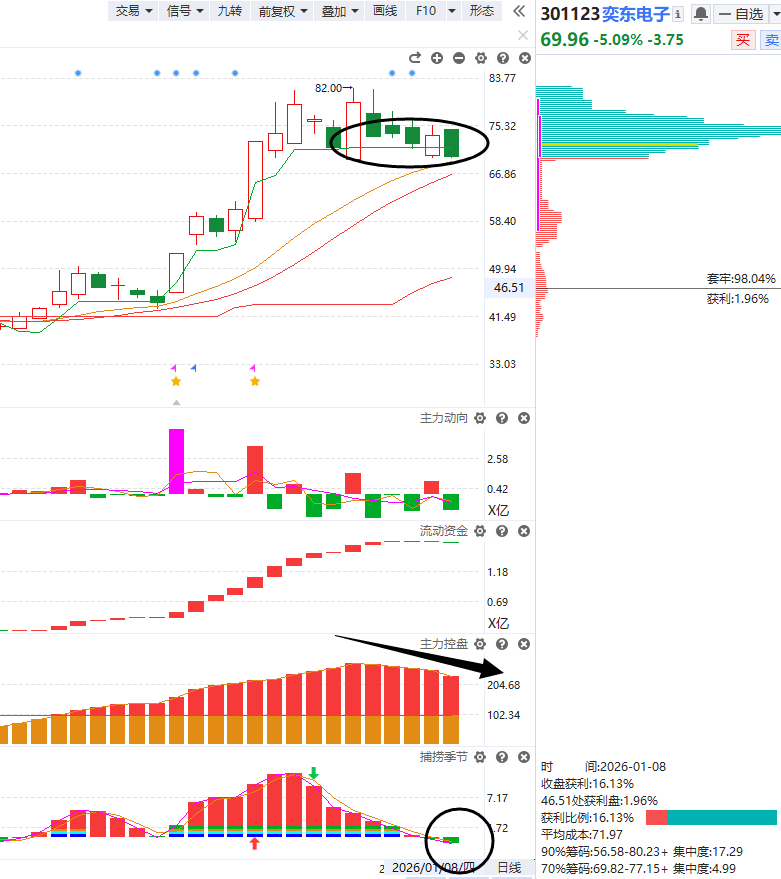 交易 信号 九转 前复权 叠加 画线 F10 形态
301123奕东电子 一自选
69.96 -5.09% -3.75 买 卖
82.00
83.77
75.32
66.86
58.40
49.94
46.51
41.49
33.03
套牢:98.04%
获利:1.96%
主力动向
2.58
0.42
X亿
流动资金
1.18
0.69
X亿
主力控盘
204.68
102.34
捕捞季节
7.17
.72
2 2026/01/08/四 日线
时 间:2026-01-08
收盘获利:16.13%
46.51处获利盘:1.96%
获利比例:16.13%
平均成本:71.97
90%筹码:56.58-80.23+ 集中度:17.29
70%筹码:69.82-77.15+ 集中度:4.99